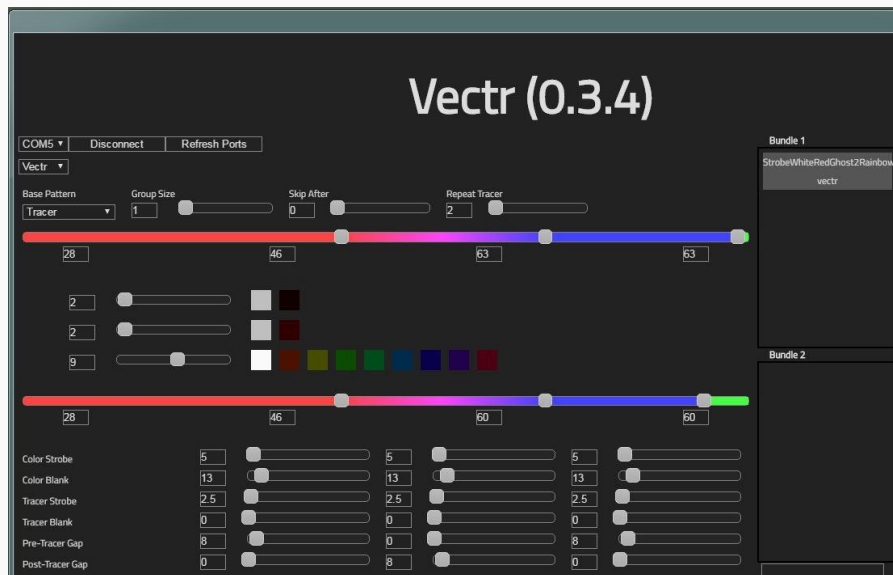 Vectr (0.3.4)
COM5 Disconnect Refresh Ports
Vectr
Base Pattern Group Size Skip After Repeat Tracer
Tracer 1 0 2
28 46 63 63
2
2
9
28 46 60 60
Color Strobe 5 5 5
Color Blank 13 13 13
Tracer Strobe 2.5 2.5 2.5
Tracer Blank 0 0 0
Pre-Tracer Gap 8 0 8
Post-Tracer Gap 0 8 0
Bundle 1
StrobeWhiteRedGhost2Rainbow
vectr
Bundle 2